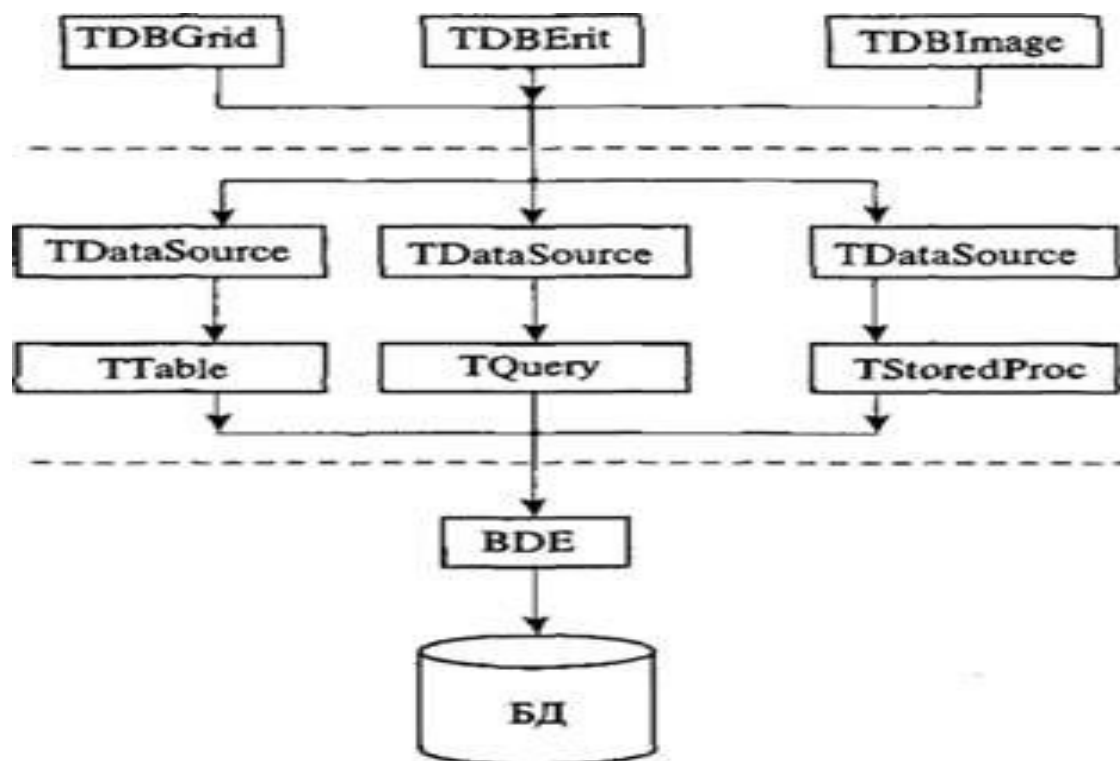 TDBGrid
TDBErit
TDBImage
TDataSource
TDataSource
TDataSource
TTable
TQuery
TStoredProc
BDE
БД